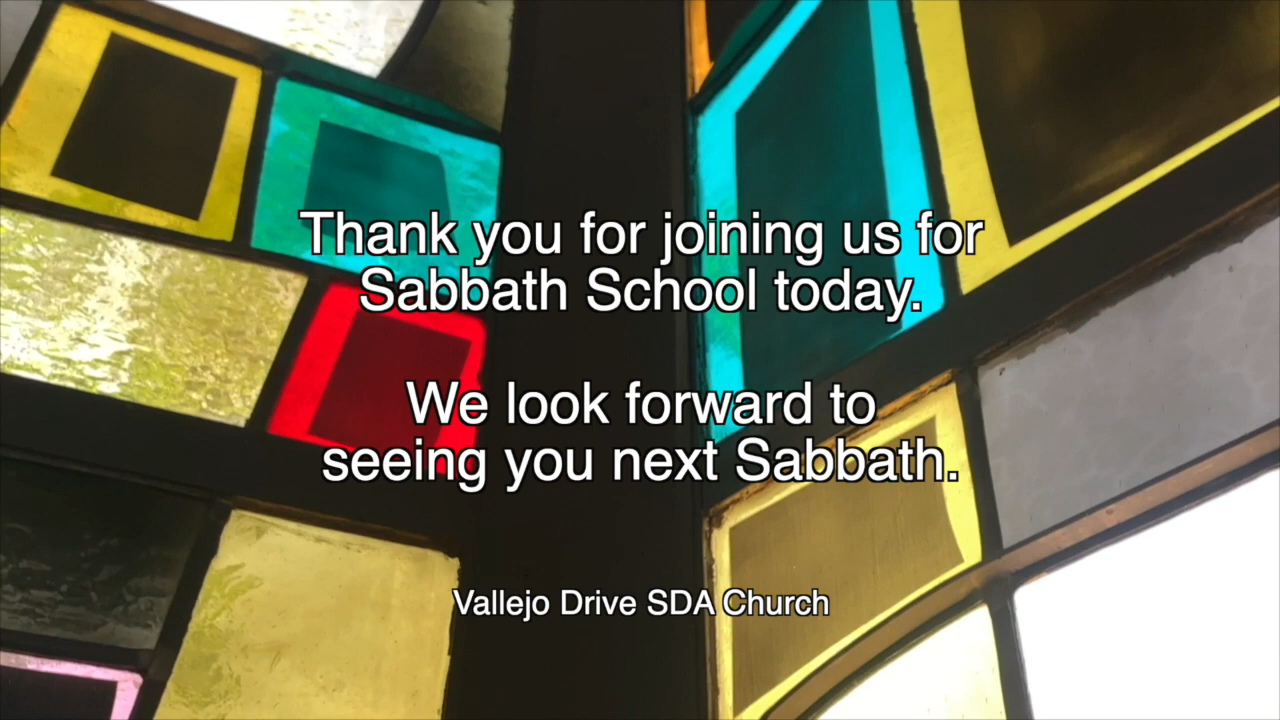 Thank you for joining us for
Sabbath School today.
We look forward to
seeing you next Sabbath.
Vallejo Drive SDA Church